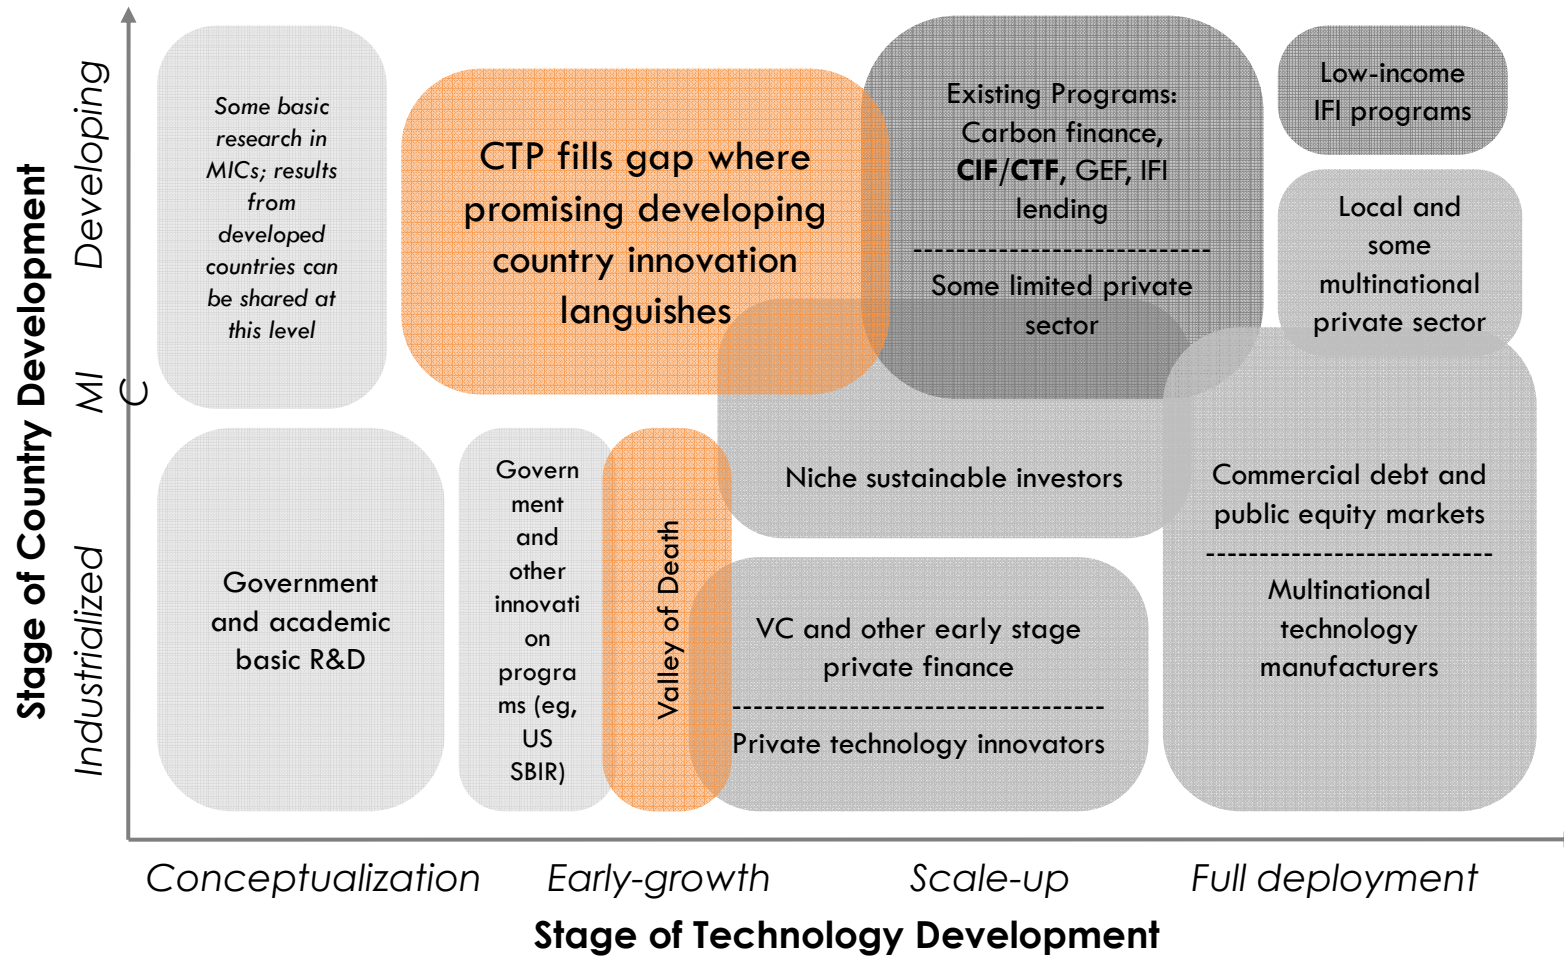 Stage of Country Development
Developing
MI
C
Industrialized
Some basic
research in
MICs; results
from
developed
countries can
be shared at
this level
CTP fills gap where
promising developing
country innovation
languishes
Existing Programs:
Carbon finance,
CIF/CTF, GEF, IFI
lending
------------------------------
Some limited private
sector
Low-income
IFI programs
Local and
some
multinational
private sector
Government
and academic
basic R&D
Govern
ment
and
other
innovati
on
progra
ms (eg,
US
SBIR)
Valley of Death
Niche sustainable investors
VC and other early stage
private finance
-----------------------------------
Private technology innovators
Commercial debt and
public equity markets
---------------------------
Multinational
technology
manufacturers
Conceptualization
Early-growth
Scale-up
Full deployment
Stage of Technology Development